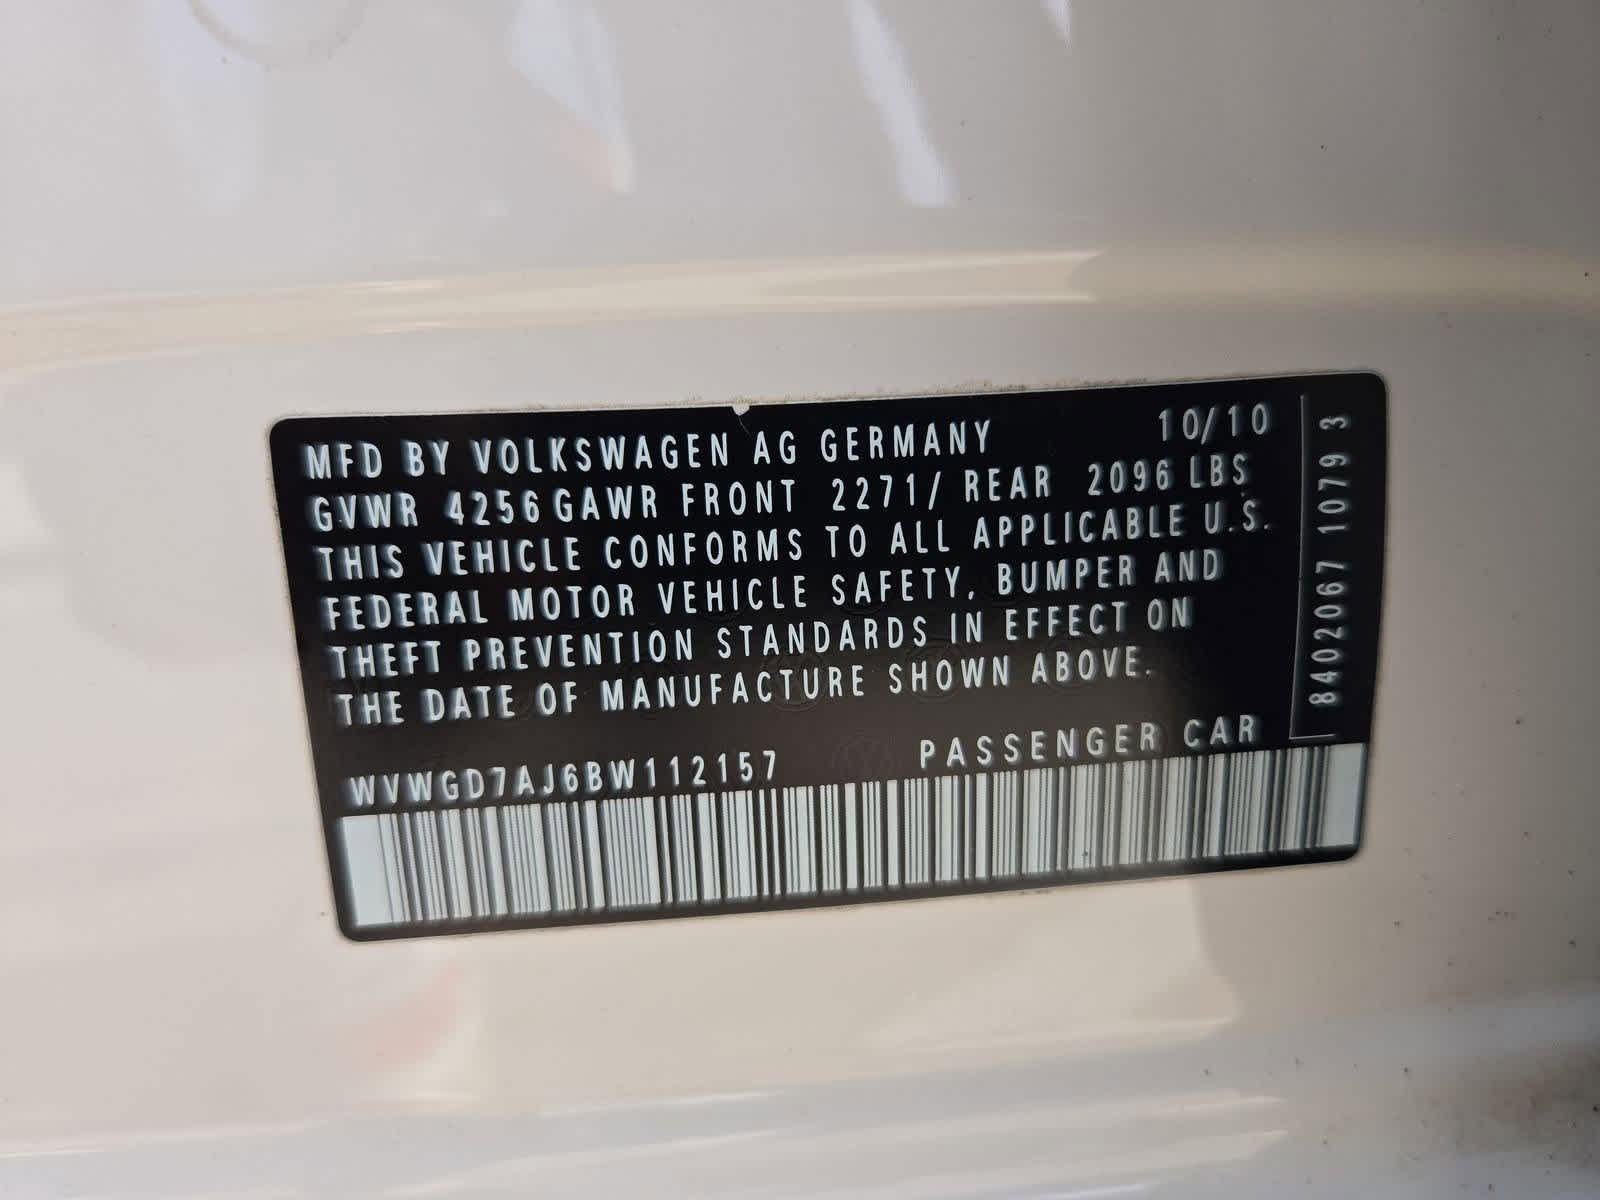 MFD BY VOLKSWAGEN AG GERMANY 10/10
GVWR 4256 GAWR FRONT 2271/ REAR 2096 LBS
THIS VEHICLE CONFORMS TO ALL APPLICABLE U.S.
FEDERAL MOTOR VEHICLE SAFETY, BUMPER AND
THEFT PREVENTION STANDARDS IN EFFECT ON
THE DATE OF MANUFACTURE SHOWN ABOVE.
WVWGD7AJ6BW112157 PASSENGER CAR
8402067 1079 3